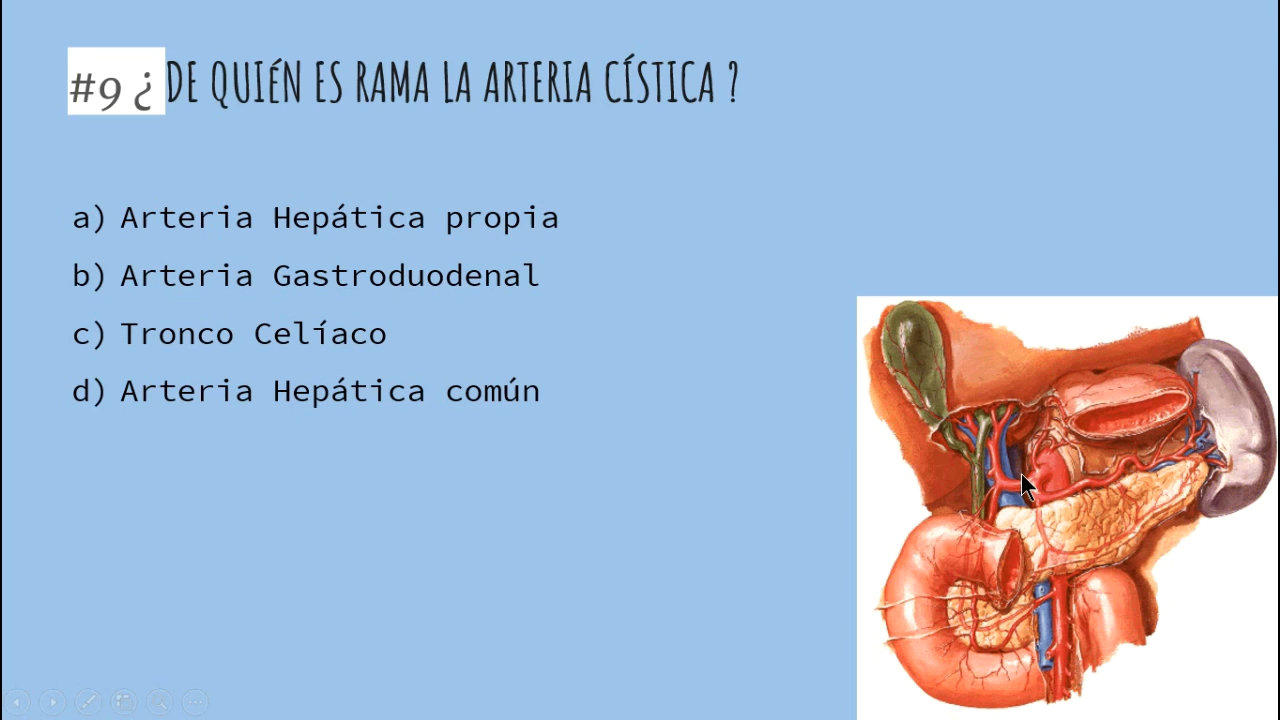 #9 ¿ DE QUIÉN ES RAMA LA ARTERIA CÍSTICA ?
a) Arteria Hepática propia
b) Arteria Gastroduodenal
c) Tronco Celíaco
d) Arteria Hepática común